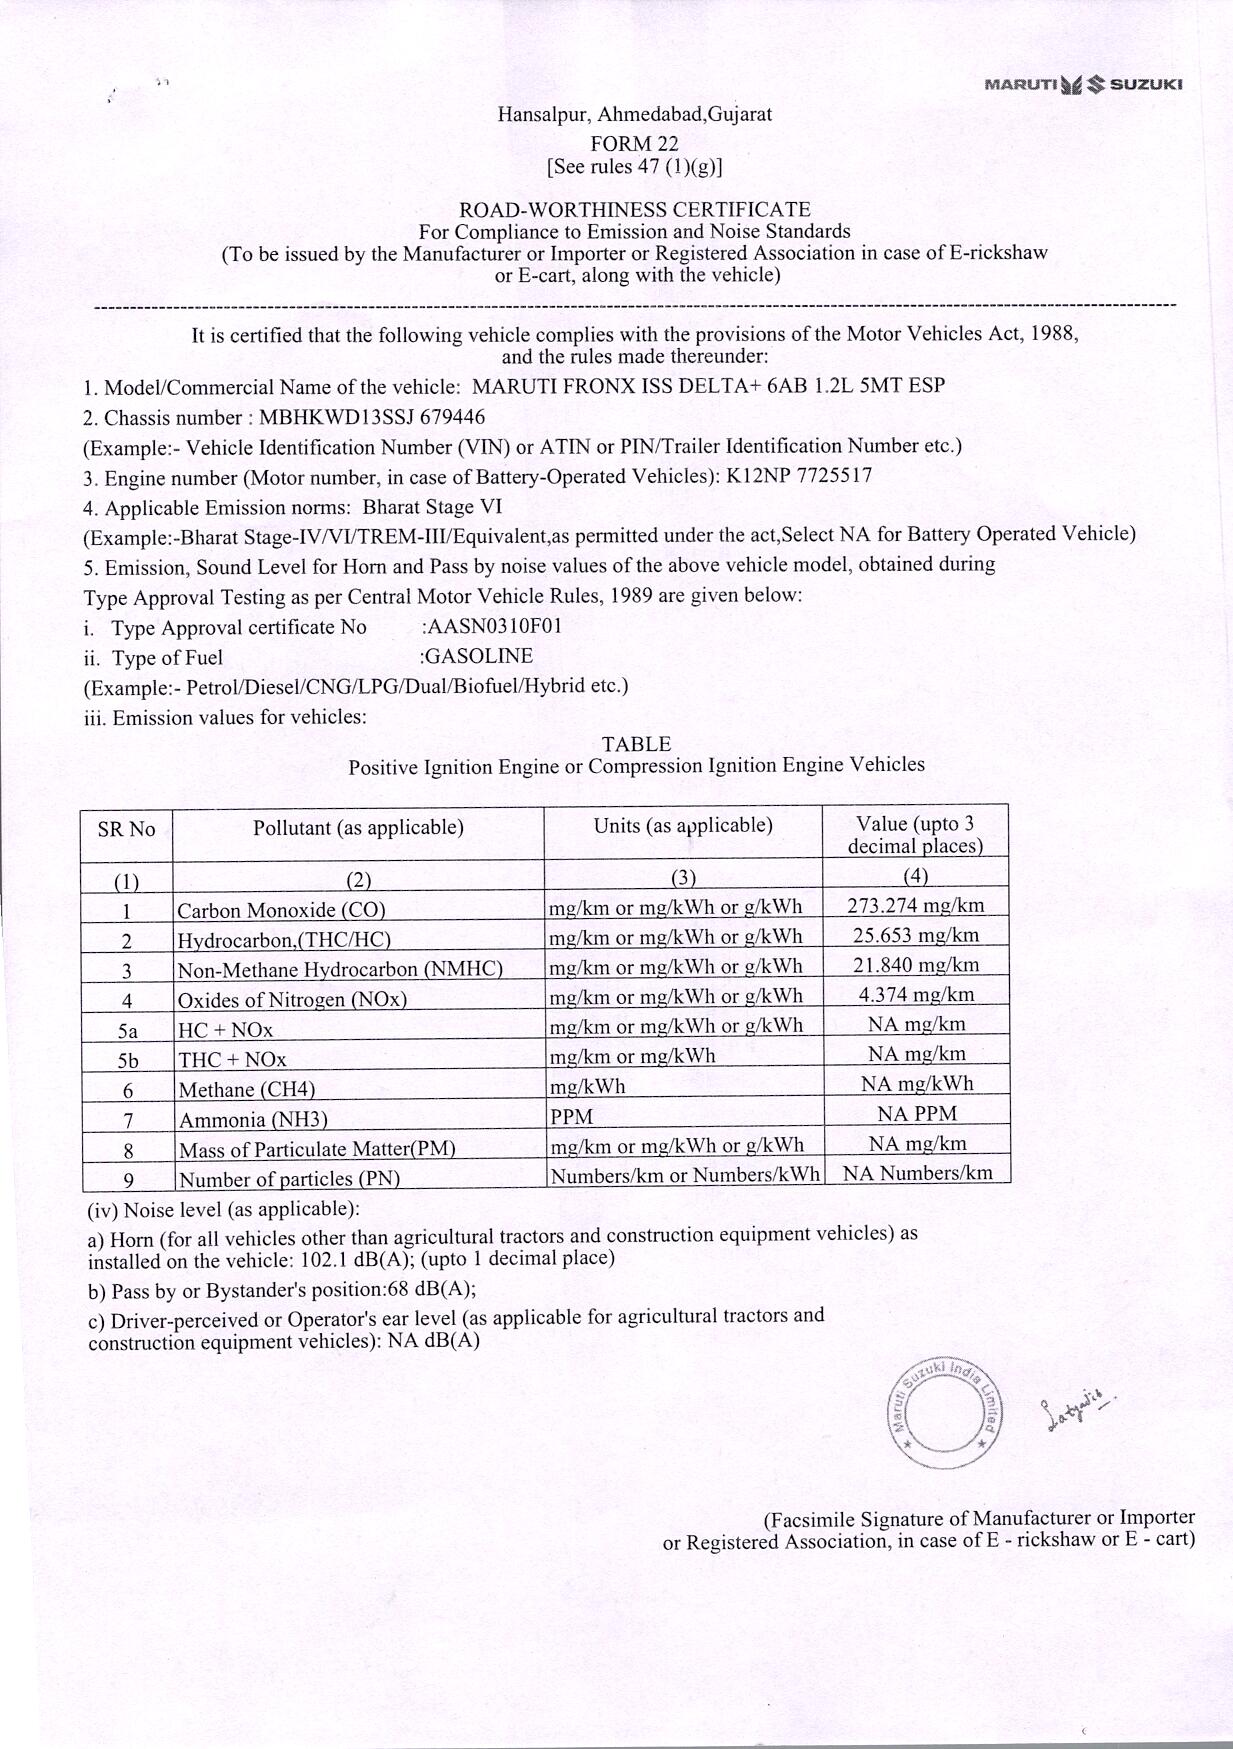 MARUTI SUZUKI
Hansalpur, Ahmedabad,Gujarat
FORM 22
[See rules 47 (1)(g)]
ROAD-WORTHINESS CERTIFICATE
For Compliance to Emission and Noise Standards
(To be issued by the Manufacturer or Importer or Registered Association in case of E-rickshaw
or E-cart, along with the vehicle)
It is certified that the following vehicle complies with the provisions of the Motor Vehicles Act, 1988,
and the rules made thereunder:
1. Model/Commercial Name of the vehicle: MARUTI FRONX ISS DELTA+ 6AB 1.2L 5MT ESP
2. Chassis number : MBHKWD13SSJ 679446
(Example:- Vehicle Identification Number (VIN) or ATIN or PIN/Trailer Identification Number etc.)
3. Engine number (Motor number, in case of Battery-Operated Vehicles): K12NP 7725517
4. Applicable Emission norms: Bharat Stage VI
(Example:-Bharat Stage-IV/VI/TREM-III/Equivalent,as permitted under the act,Select NA for Battery Operated Vehicle)
5. Emission, Sound Level for Horn and Pass by noise values of the above vehicle model, obtained during
Type Approval Testing as per Central Motor Vehicle Rules, 1989 are given below:
i. Type Approval certificate No :AASN0310F01
ii. Type of Fuel :GASOLINE
(Example:- Petrol/Diesel/CNG/LPG/Dual/Biofuel/Hybrid etc.)
iii. Emission values for vehicles:
TABLE
Positive Ignition Engine or Compression Ignition Engine Vehicles
SR No Pollutant (as applicable) Units (as applicable) Value (upto 3
decimal places)
(1) (2) (3) (4)
1 Carbon Monoxide (CO) mg/km or mg/kWh or g/kWh 273.274 mg/km
2 Hydrocarbon,(THC/HC) mg/km or mg/kWh or g/kWh 25.653 mg/km
3 Non-Methane Hydrocarbon (NMHC) mg/km or mg/kWh or g/kWh 21.840 mg/km
4 Oxides of Nitrogen (NOx) mg/km or mg/kWh or g/kWh 4.374 mg/km
5a HC + NOx mg/km or mg/kWh or g/kWh NA mg/km
5b THC + NOx mg/km or mg/kWh NA mg/km
6 Methane (CH4) mg/kWh NA mg/kWh
7 Ammonia (NH3) PPM NA PPM
8 Mass of Particulate Matter(PM) mg/km or mg/kWh or g/kWh NA mg/km
9 Number of particles (PN) Numbers/km or Numbers/kWh NA Numbers/km
(iv) Noise level (as applicable):
a) Horn (for all vehicles other than agricultural tractors and construction equipment vehicles) as
installed on the vehicle: 102.1 dB(A); (upto 1 decimal place)
b) Pass by or Bystander's position:68 dB(A);
c) Driver-perceived or Operator's ear level (as applicable for agricultural tractors and
construction equipment vehicles): NA dB(A)
★ Maruti Suzuki India Limited ★
(Facsimile Signature of Manufacturer or Importer
or Registered Association, in case of E - rickshaw or E - cart)